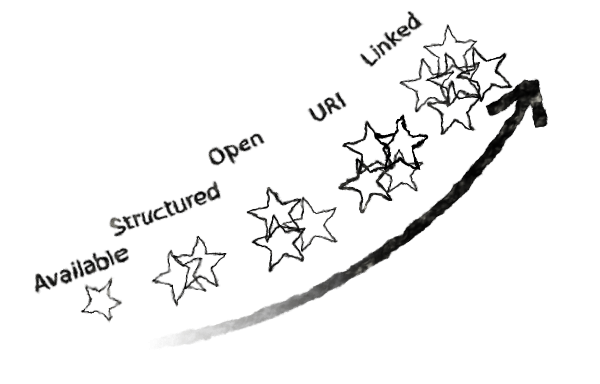 Available
Structured
Open
URI
Linked